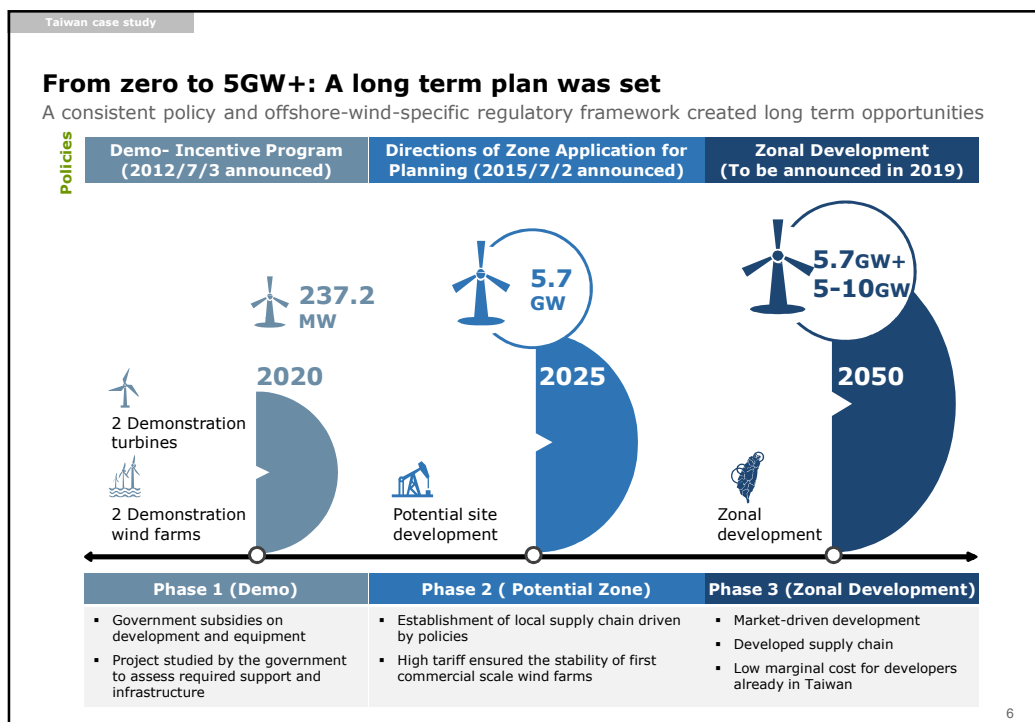 Taiwan case study
From zero to 5GW+: A long term plan was set
A consistent policy and offshore-wind-specific regulatory framework created long term opportunities
Policies
Demo- Incentive Program
(2012/7/3 announced)
Directions of Zone Application for
Planning (2015/7/2 announced)
Zonal Development
(To be announced in 2019)
237.2
MW
5.7
GW
5.7GW+
5-10GW
2020
2025
2050
2 Demonstration
turbines
2 Demonstration
wind farms
Potential site
development
Zonal
development
Phase 1 (Demo)
▪ Government subsidies on
development and equipment
▪ Project studied by the government
to assess required support and
infrastructure
Phase 2 ( Potential Zone)
▪ Establishment of local supply chain driven
by policies
▪ High tariff ensured the stability of first
commercial scale wind farms
Phase 3 (Zonal Development)
▪ Market-driven development
▪ Developed supply chain
▪ Low marginal cost for developers
already in Taiwan
6